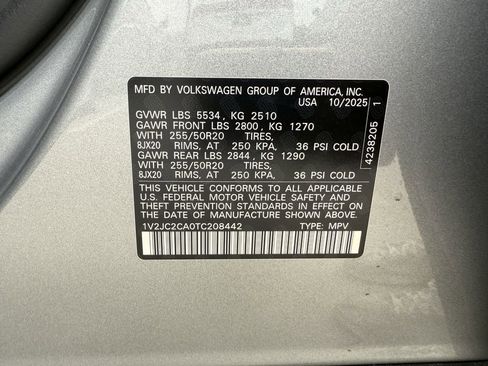 MFD BY VOLKSWAGEN GROUP OF AMERICA, INC.
USA 10/2025
GVWR LBS 5534, KG 2510
GAWR FRONT LBS 2800, KG 1270
WITH 255/50R20 TIRES,
8JX20 RIMS, AT 250 KPA, 36 PSI COLD
GAWR REAR LBS 2844, KG 1290
WITH 255/50R20 TIRES,
8JX20 RIMS, AT 250 KPA, 36 PSI COLD
THIS VEHICLE CONFORMS TO ALL APPLICABLE
U.S. FEDERAL MOTOR VEHICLE SAFETY AND
THEFT PREVENTION STANDARDS IN EFFECT ON THE
DATE OF MANUFACTURE SHOWN ABOVE.
1V2JC2CA0TC208442 TYPE: MPV
4238205 1